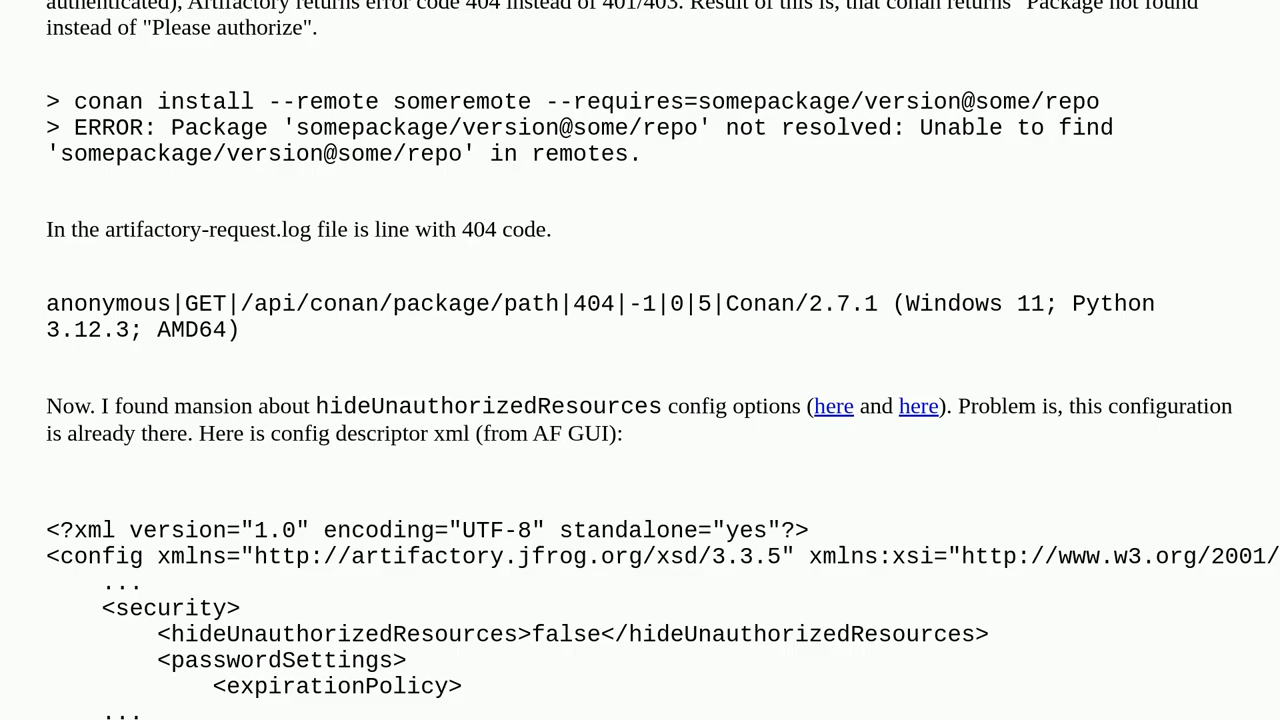 authenticated), Artifactory returns error code 404 instead of 401/403. Result of this is, that conan returns "Package not found"
instead of "Please authorize".
> conan install --remote someremote --requires=somepackage/version@some/repo
> ERROR: Package 'somepackage/version@some/repo' not resolved: Unable to find
'somepackage/version@some/repo' in remotes.
In the artifactory-request.log file is line with 404 code.
anonymous|GET|/api/conan/package/path|404|-1|0|5|Conan/2.7.1 (Windows 11; Python
3.12.3; AMD64)
Now. I found mansion about hideUnauthorizedResources config options (here and here). Problem is, this configuration
is already there. Here is config descriptor xml (from AF GUI):
<?xml version="1.0" encoding="UTF-8" standalone="yes"?>
<config xmlns="http://artifactory.jfrog.org/xsd/3.3.5" xmlns:xsi="http://www.w3.org/2001/
    ...
    <security>
        <hideUnauthorizedResources>false</hideUnauthorizedResources>
        <passwordSettings>
            <expirationPolicy>
    ...